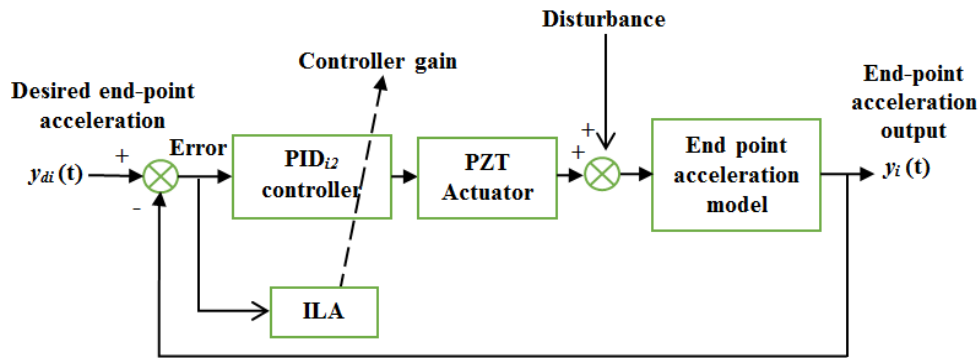 Disturbance
Controller gain
Desired end-point
acceleration
End-point
acceleration
output
Error
+
y_di (t)
-
PID_i2
controller
PZT
Actuator
+
+
End point
acceleration
model
y_i (t)
ILA